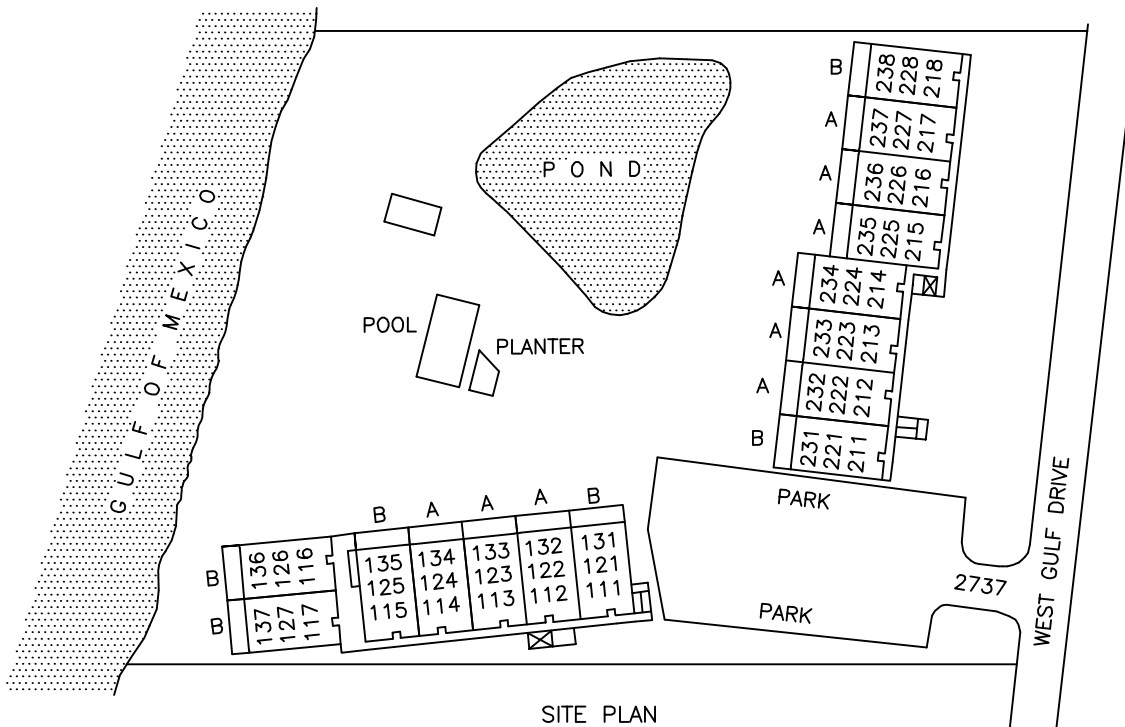 B
238
228
218
A
237
227
217
A
236
226
216
A
235
225
215
A
234
224
214
A
233
223
213
A
232
222
212
B
231
221
211
POND
GULF OF MEXICO
POOL
PLANTER
PARK
PARK
2737
WEST GULF DRIVE
B
136
126
116
B
137
127
117
B
135
125
115
A
134
124
114
A
133
123
113
A
132
122
112
B
131
121
111
SITE PLAN